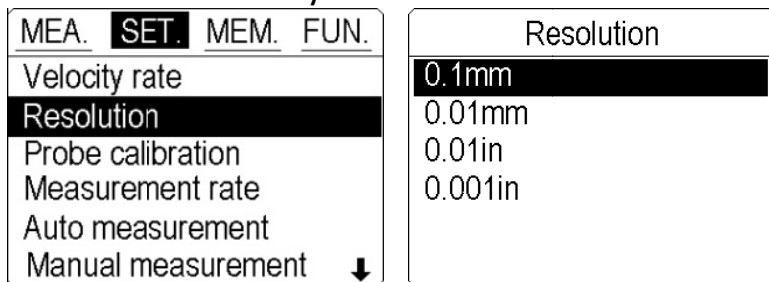 MEA. SET. MEM. FUN.
Velocity rate
Resolution
Probe calibration
Measurement rate
Auto measurement
Manual measurement
Resolution
0.1mm
0.01mm
0.01in
0.001in